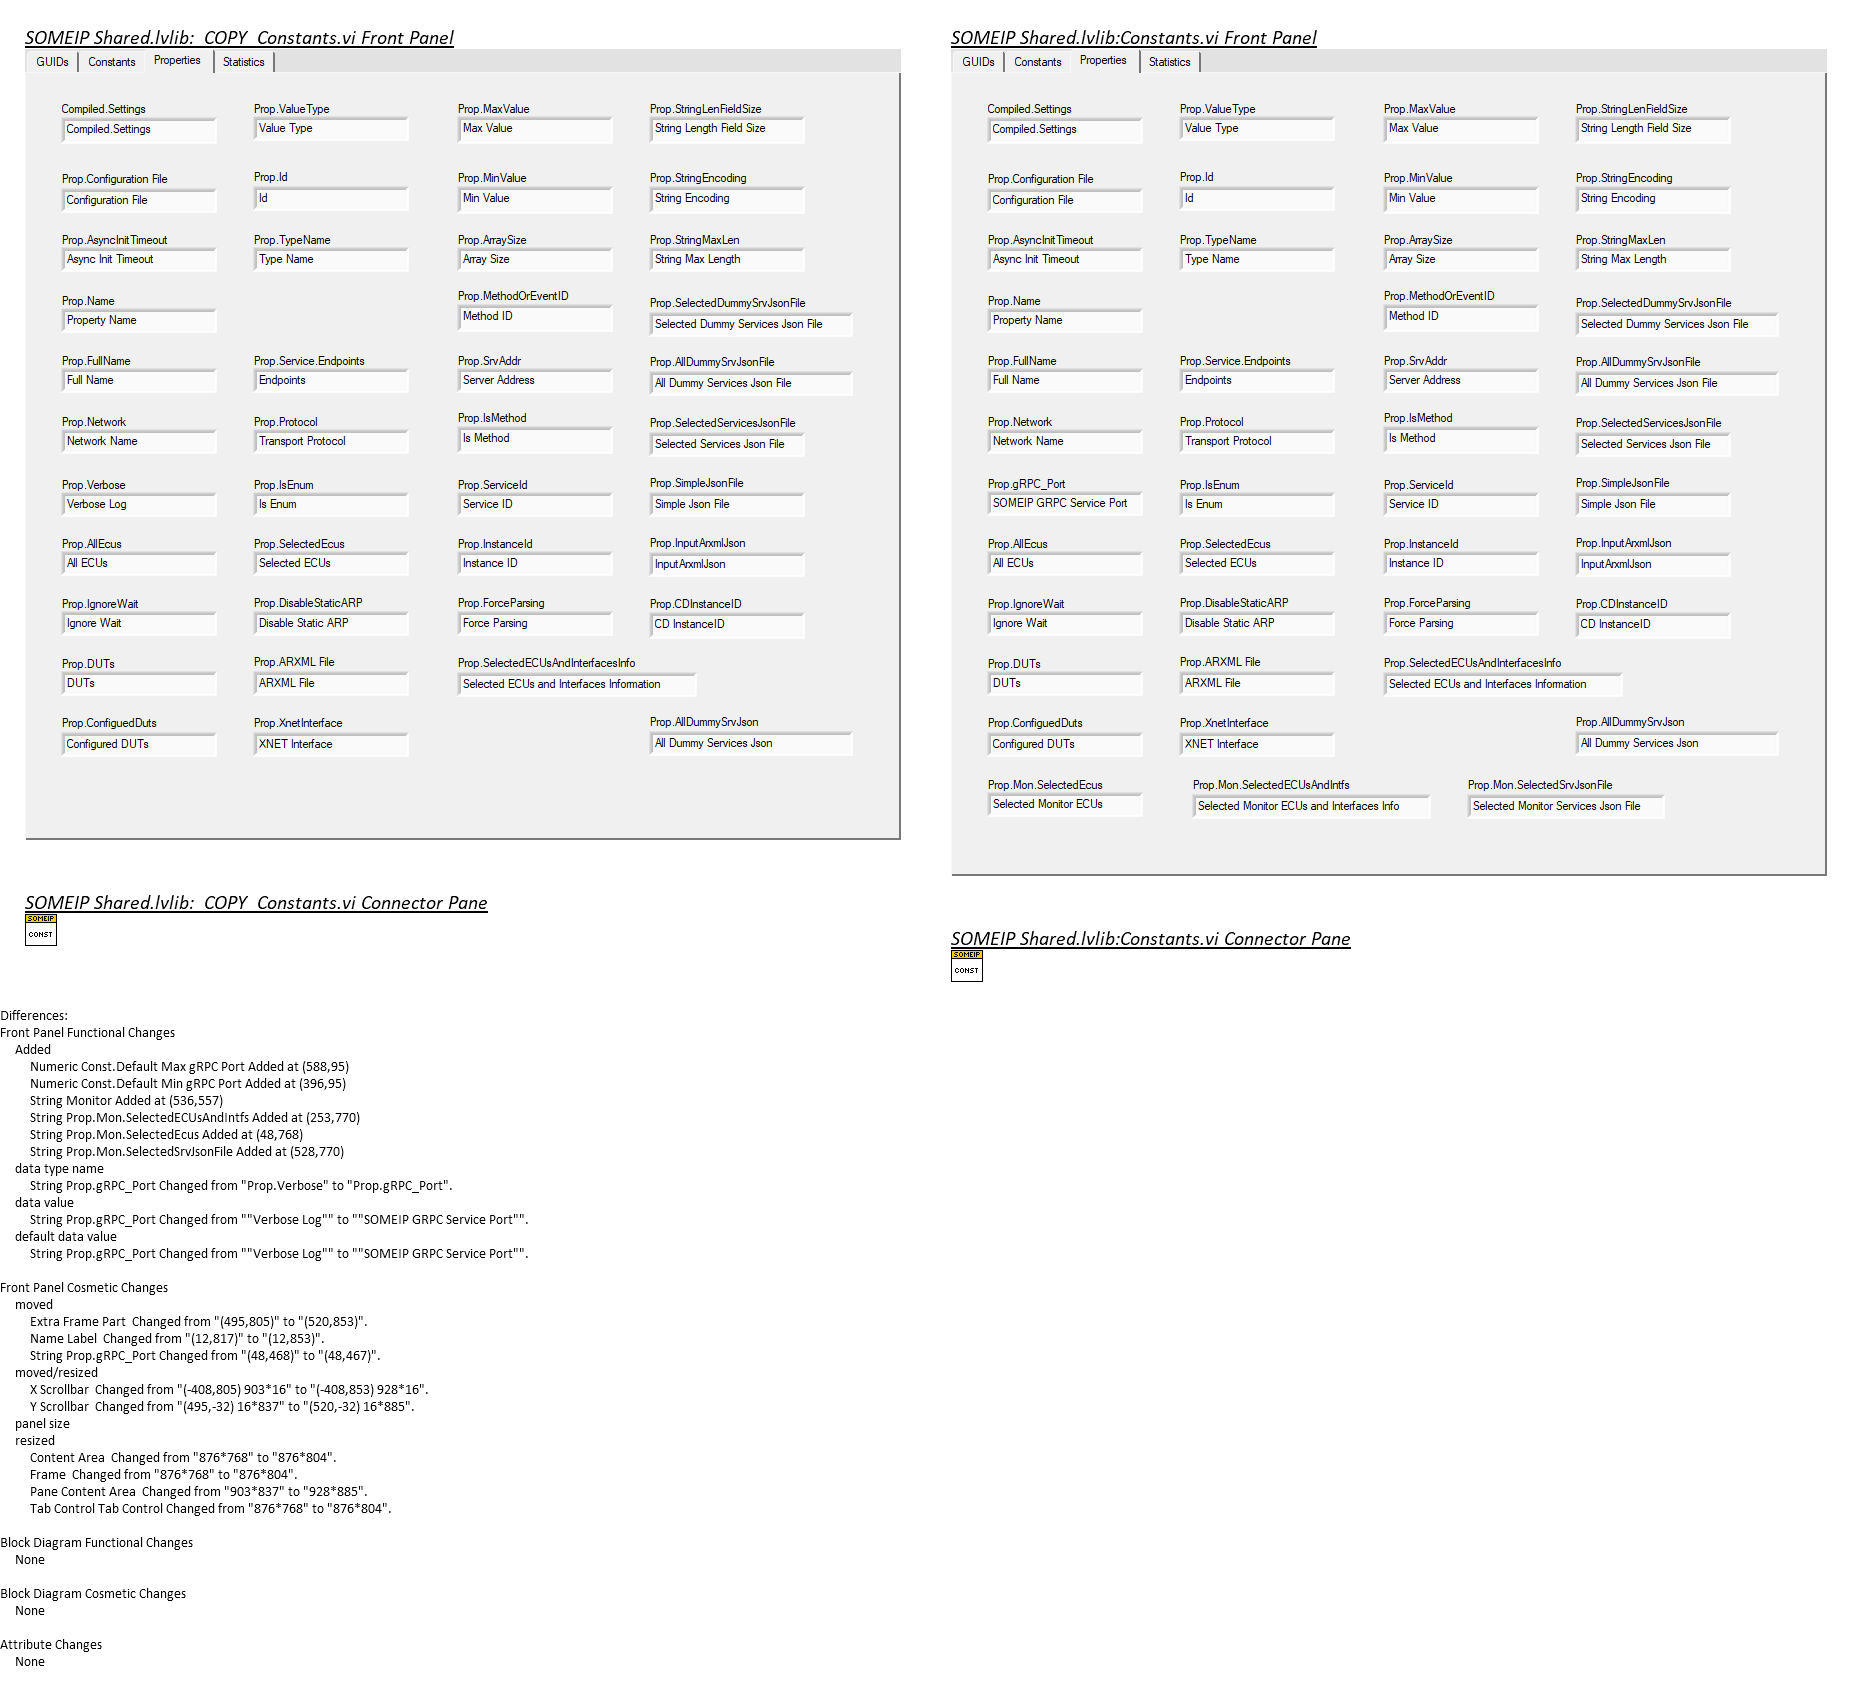 SOMEIP Shared.lvlib:_COPY_Constants.vi Front Panel
GUIDs Constants Properties Statistics
Compiled.Settings Prop.ValueType Prop.MaxValue Prop.StringLenFieldSize
Compiled.Settings Value Type Max Value String Length Field Size
Prop.Configuration File Prop.Id Prop.MinValue Prop.StringEncoding
Configuration File Id Min Value String Encoding
Prop.AsyncInitTimeout Prop.TypeName Prop.ArraySize Prop.StringMaxLen
Async Init Timeout Type Name Array Size String Max Length
Prop.Name Prop.MethodOrEventID Prop.SelectedDummySrvJsonFile
Property Name Method ID Selected Dummy Services Json File
Prop.FullName Prop.Service.Endpoints Prop.SrvAddr Prop.AllDummySrvJsonFile
Full Name Endpoints Server Address All Dummy Services Json File
Prop.Network Prop.Protocol Prop.IsMethod Prop.SelectedServicesJsonFile
Network Name Transport Protocol Is Method Selected Services Json File
Prop.Verbose Prop.IsEnum Prop.ServiceId Prop.SimpleJsonFile
Verbose Log Is Enum Service ID Simple Json File
Prop.AllEcus Prop.SelectedEcus Prop.InstanceId Prop.InputArxmlJson
All ECUs Selected ECUs Instance ID InputArxmlJson
Prop.IgnoreWait Prop.DisableStaticARP Prop.ForceParsing Prop.CDInstanceID
Ignore Wait Disable Static ARP Force Parsing CD InstanceID
Prop.DUTs Prop.ARXML File Prop.SelectedECUsAndInterfacesInfo
DUTs ARXML File Selected ECUs and Interfaces Information
Prop.ConfiguedDuts Prop.XnetInterface Prop.AllDummySrvJson
Configured DUTs XNET Interface All Dummy Services Json
SOMEIP Shared.lvlib:_COPY_Constants.vi Connector Pane
SOMEIP
CONST
SOMEIP Shared.lvlib:Constants.vi Front Panel
GUIDs Constants Properties Statistics
Compiled.Settings Prop.ValueType Prop.MaxValue Prop.StringLenFieldSize
Compiled.Settings Value Type Max Value String Length Field Size
Prop.Configuration File Prop.Id Prop.MinValue Prop.StringEncoding
Configuration File Id Min Value String Encoding
Prop.AsyncInitTimeout Prop.TypeName Prop.ArraySize Prop.StringMaxLen
Async Init Timeout Type Name Array Size String Max Length
Prop.Name Prop.MethodOrEventID Prop.SelectedDummySrvJsonFile
Property Name Method ID Selected Dummy Services Json File
Prop.FullName Prop.Service.Endpoints Prop.SrvAddr Prop.AllDummySrvJsonFile
Full Name Endpoints Server Address All Dummy Services Json File
Prop.Network Prop.Protocol Prop.IsMethod Prop.SelectedServicesJsonFile
Network Name Transport Protocol Is Method Selected Services Json File
Prop.gRPC_Port Prop.IsEnum Prop.ServiceId Prop.SimpleJsonFile
SOMEIP GRPC Service Port Is Enum Service ID Simple Json File
Prop.AllEcus Prop.SelectedEcus Prop.InstanceId Prop.InputArxmlJson
All ECUs Selected ECUs Instance ID InputArxmlJson
Prop.IgnoreWait Prop.DisableStaticARP Prop.ForceParsing Prop.CDInstanceID
Ignore Wait Disable Static ARP Force Parsing CD InstanceID
Prop.DUTs Prop.ARXML File Prop.SelectedECUsAndInterfacesInfo
DUTs ARXML File Selected ECUs and Interfaces Information
Prop.ConfiguedDuts Prop.XnetInterface Prop.AllDummySrvJson
Configured DUTs XNET Interface All Dummy Services Json
Prop.Mon.SelectedEcus Prop.Mon.SelectedECUsAndIntfs Prop.Mon.SelectedSrvJsonFile
Selected Monitor ECUs Selected Monitor ECUs and Interfaces Info Selected Monitor Services Json File
SOMEIP Shared.lvlib:Constants.vi Connector Pane
SOMEIP
CONST
Differences:
Front Panel Functional Changes
Added
Numeric Const.Default Max gRPC Port Added at (588,95)
Numeric Const.Default Min gRPC Port Added at (396,95)
String Monitor Added at (536,557)
String Prop.Mon.SelectedECUsAndIntfs Added at (253,770)
String Prop.Mon.SelectedEcus Added at (48,768)
String Prop.Mon.SelectedSrvJsonFile Added at (528,770)
data type name
String Prop.gRPC_Port Changed from "Prop.Verbose" to "Prop.gRPC_Port".
data value
String Prop.gRPC_Port Changed from ""Verbose Log"" to ""SOMEIP GRPC Service Port"".
default data value
String Prop.gRPC_Port Changed from ""Verbose Log"" to ""SOMEIP GRPC Service Port"".
Front Panel Cosmetic Changes
moved
Extra Frame Part  Changed from "(495,805)" to "(520,853)".
Name Label  Changed from "(12,817)" to "(12,853)".
String Prop.gRPC_Port Changed from "(48,468)" to "(48,467)".
moved/resized
X Scrollbar  Changed from "(-408,805) 903*16" to "(-408,853) 928*16".
Y Scrollbar  Changed from "(495,-32) 16*837" to "(520,-32) 16*885".
panel size
resized
Content Area  Changed from "876*768" to "876*804".
Frame  Changed from "876*768" to "876*804".
Pane Content Area  Changed from "903*837" to "928*885".
Tab Control Tab Control Changed from "876*768" to "876*804".
Block Diagram Functional Changes
None
Block Diagram Cosmetic Changes
None
Attribute Changes
None